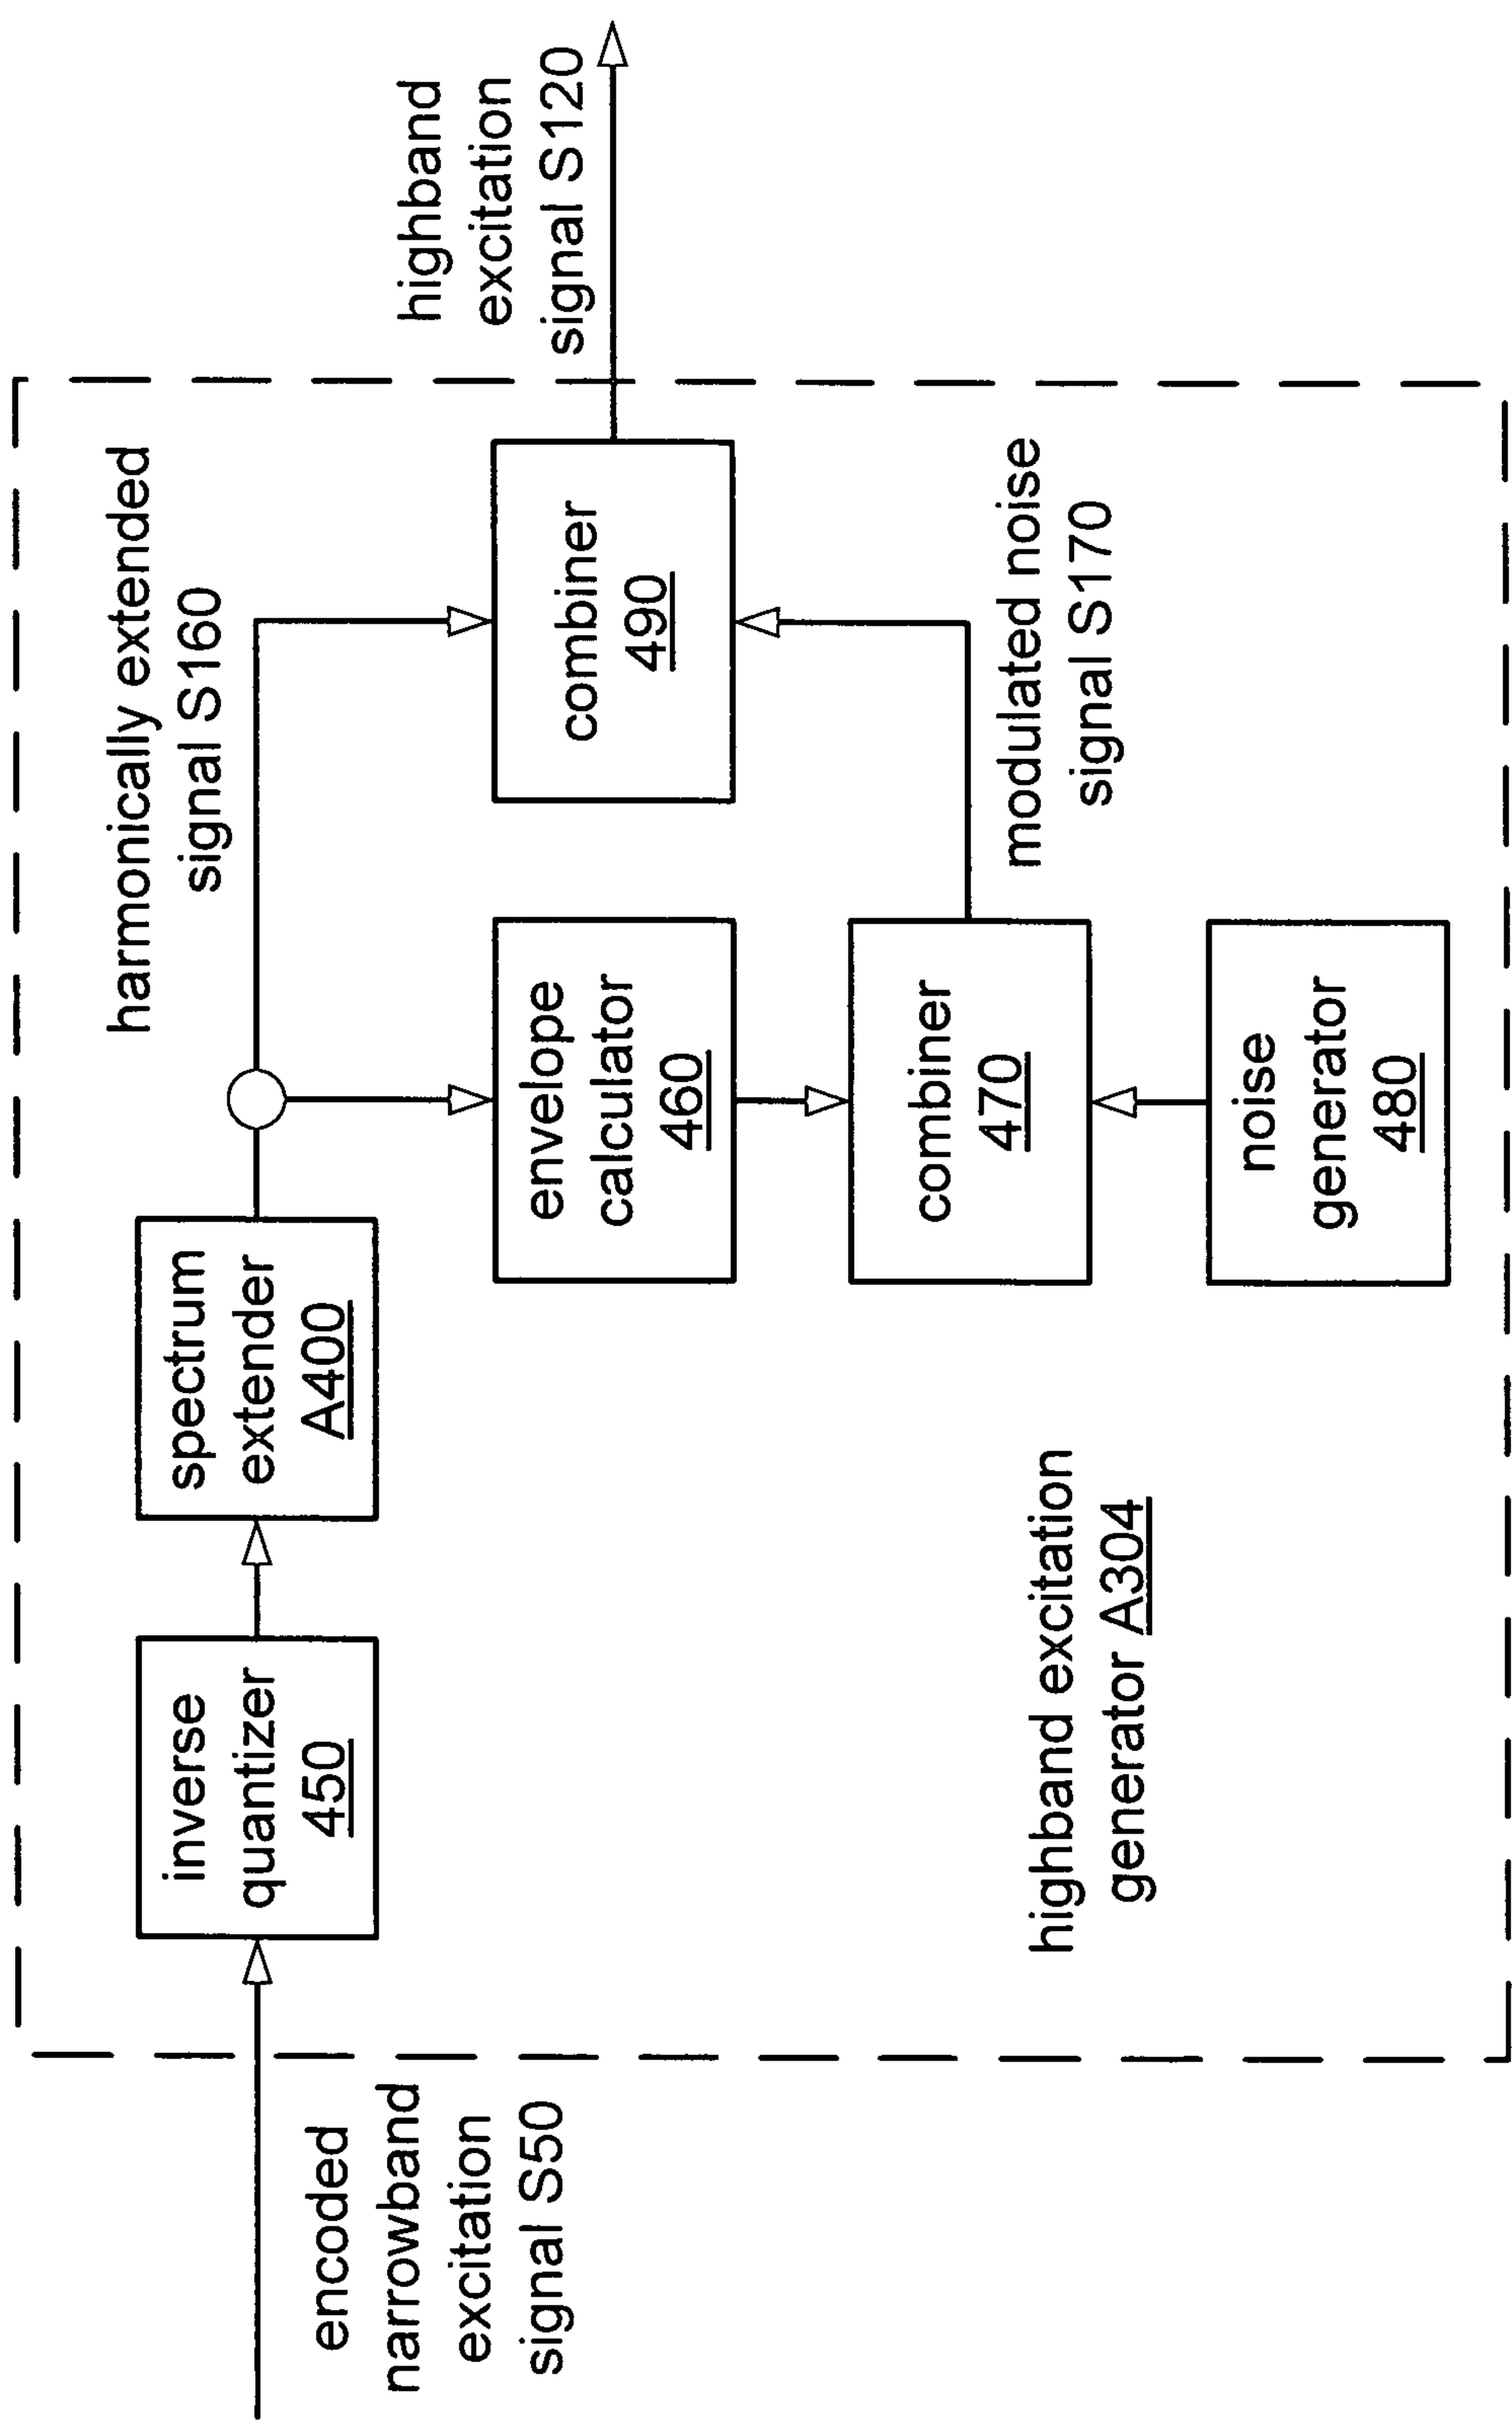 encoded
narrowband
excitation
signal S50
inverse
quantizer
450
spectrum
extender
A400
harmonically extended
signal S160
envelope
calculator
460
combiner
470
noise
generator
480
combiner
490
modulated noise
signal S170
highband excitation
generator A304
highband
excitation
signal S120